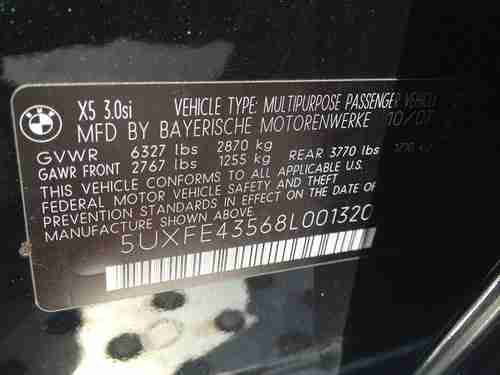 BMW X5 3.0si VEHICLE TYPE: MULTIPURPOSE PASSENGER VEHICLE
MFD BY BAYERISCHE MOTORENWERKE 10/07
GVWR 6327 lbs 2870 kg
GAWR FRONT 2767 lbs 1255 kg REAR 3770 lbs
THIS VEHICLE CONFORMS TO ALL APPLICABLE
FEDERAL MOTOR VEHICLE SAFETY AND THEFT
PREVENTION STANDARDS IN EFFECT ON THE
DATE OF MANUFACTURE SHOWN ABOVE.
5UXFE43568L001320